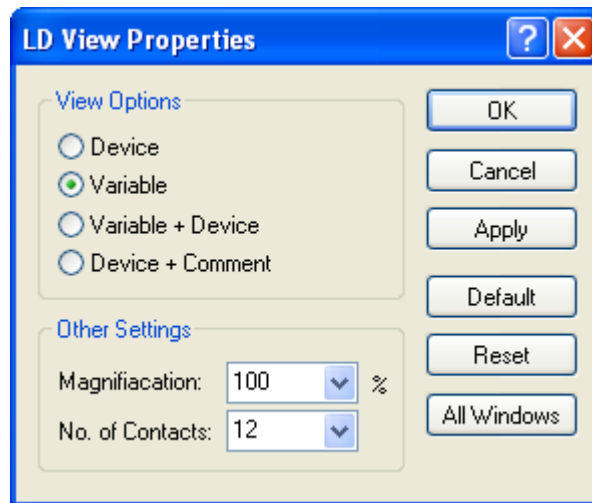 LD View Properties
?
View Options
Device
Variable
Variable + Device
Device + Comment
Other Settings
Magnifiacation: 100 %
No. of Contacts: 12
OK
Cancel
Apply
Default
Reset
All Windows